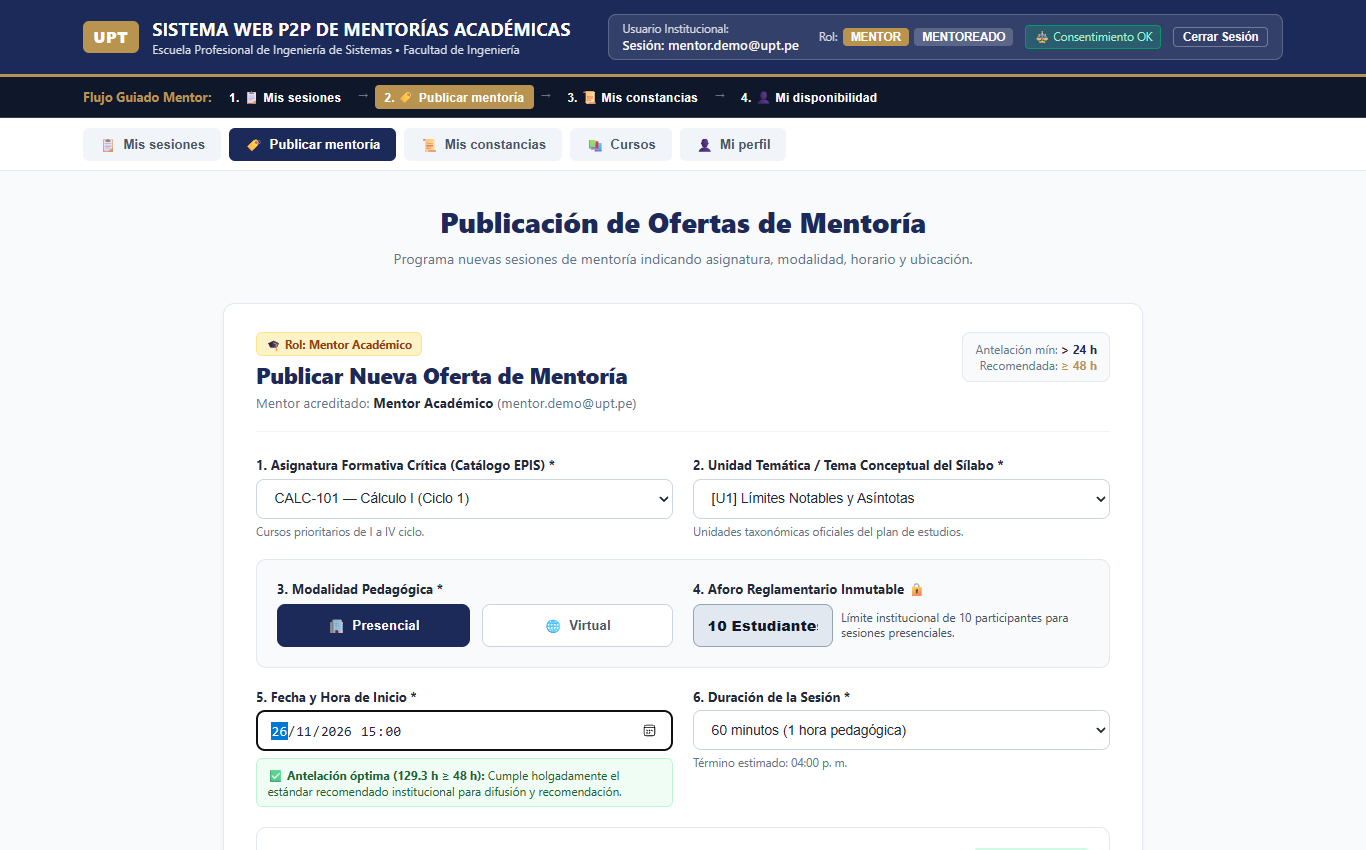 UPT
SISTEMA WEB P2P DE MENTORÍAS ACADÉMICAS
Escuela Profesional de Ingeniería de Sistemas • Facultad de Ingeniería
Usuario Institucional:
Sesión: mentor.demo@upt.pe
Rol: MENTOR MENTOREADO
Consentimiento OK
Cerrar Sesión
Flujo Guiado Mentor: 1. Mis sesiones → 2. Publicar mentoría → 3. Mis constancias → 4. Mi disponibilidad
Mis sesiones Publicar mentoría Mis constancias Cursos Mi perfil
Publicación de Ofertas de Mentoría
Programa nuevas sesiones de mentoría indicando asignatura, modalidad, horario y ubicación.
Rol: Mentor Académico
Publicar Nueva Oferta de Mentoría
Mentor acreditado: Mentor Académico (mentor.demo@upt.pe)
Antelación mín: > 24 h
Recomendada: ≥ 48 h
1. Asignatura Formativa Crítica (Catálogo EPIS) *
CALC-101 — Cálculo I (Ciclo 1)
Cursos prioritarios de I a IV ciclo.
2. Unidad Temática / Tema Conceptual del Sílabo *
[U1] Límites Notables y Asíntotas
Unidades taxonómicas oficiales del plan de estudios.
3. Modalidad Pedagógica *
Presencial Virtual
4. Aforo Reglamentario Inmutable
10 Estudiante
Límite institucional de 10 participantes para
sesiones presenciales.
5. Fecha y Hora de Inicio *
26/11/2026 15:00
Antelación óptima (129.3 h ≥ 48 h): Cumple holgadamente el
estándar recomendado institucional para difusión y recomendación.
6. Duración de la Sesión *
60 minutos (1 hora pedagógica)
Término estimado: 04:00 p. m.